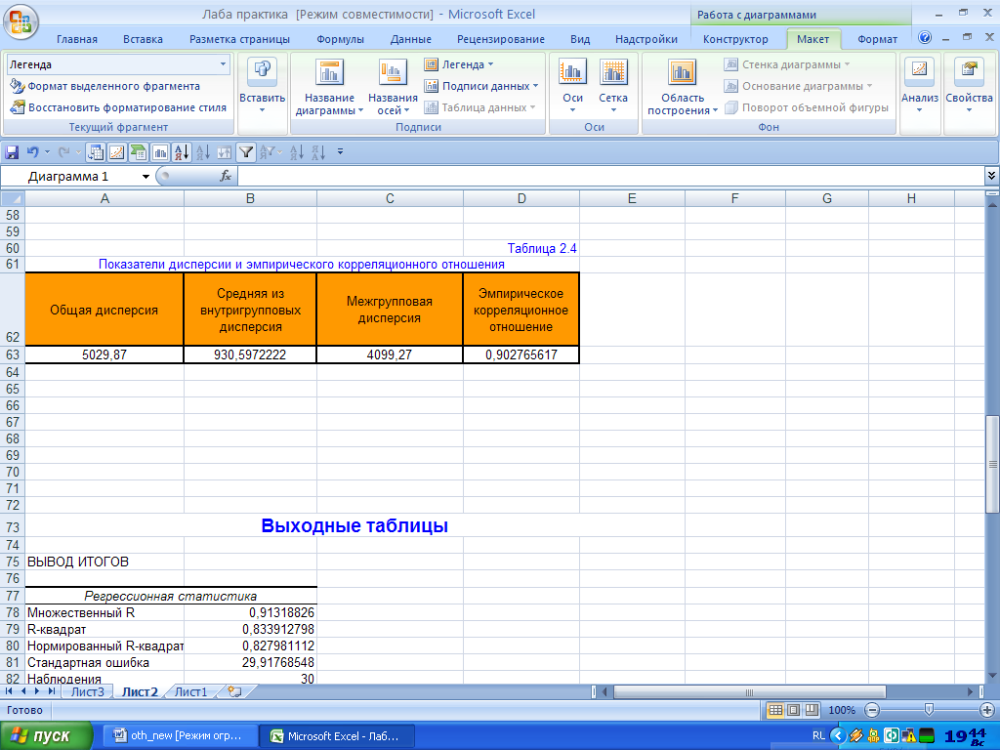 Лаба практика [Режим совместимости] - Microsoft Excel
Работа с диаграммами
Главная Вставка Разметка страницы Формулы Данные Рецензирование Вид Надстройки Конструктор Макет Формат
Легенда
Формат выделенного фрагмента
Восстановить форматирование стиля
Текущий фрагмент
Вставить
Название диаграммы
Названия осей
Легенда
Подписи данных
Таблица данных
Подписи
Оси
Сетка
Оси
Область построения
Стенка диаграммы
Основание диаграммы
Поворот объемной фигуры
Фон
Анализ
Свойства
Диаграмма 1
fx
A B C D E F G H
58
59
60 Таблица 2.4
61 Показатели дисперсии и эмпирического корреляционного отношения
62 Общая дисперсия
Средняя из внутригрупповых дисперсия
Межгрупповая дисперсия
Эмпирическое корреляционное отношение
63 5029,87 930,5972222 4099,27 0,902765617
64
65
66
67
68
69
70
71
72
73 Выходные таблицы
74
75 ВЫВОД ИТОГОВ
76
77 Регрессионная статистика
78 Множественный R 0,91318826
79 R-квадрат 0,833912798
80 Нормированный R-квадрат 0,827981112
81 Стандартная ошибка 29,91768548
82 Наблюдения 30
Лист3 Лист2 Лист1
Готово
100%
пуск
oth_new [Режим огр...
Microsoft Excel - Лаб...
RL
19 44
Вс